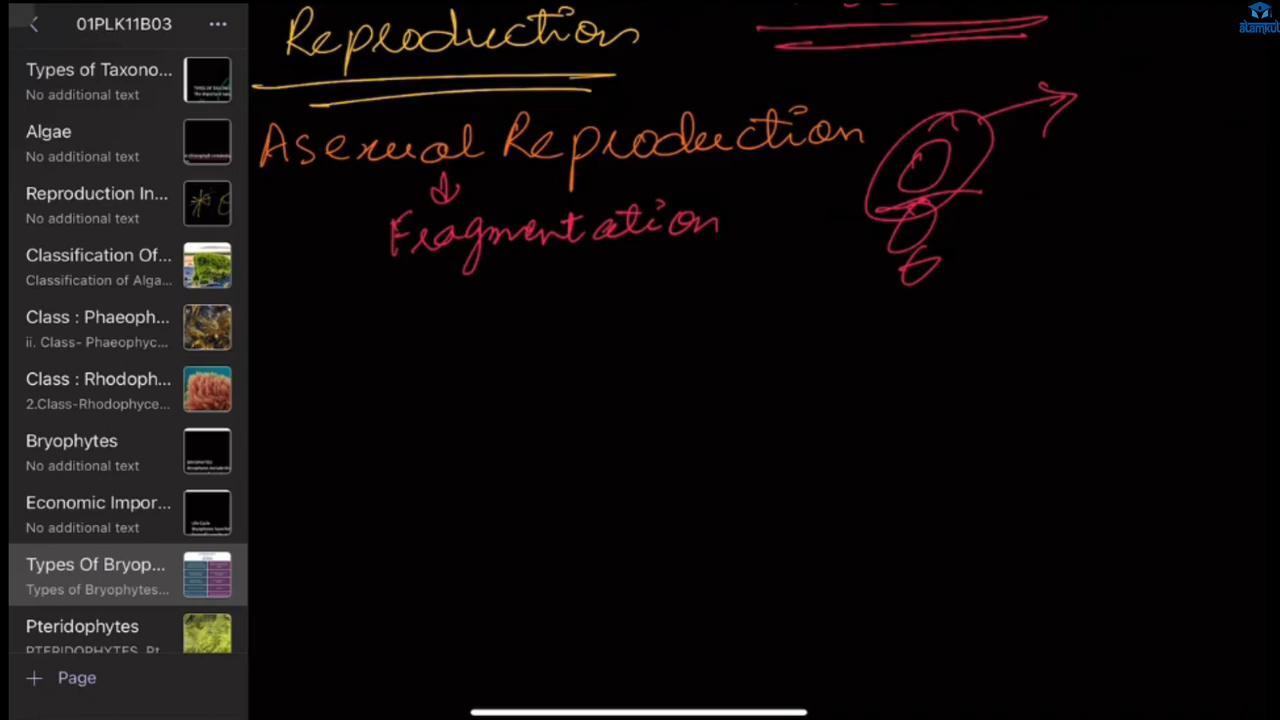 01PLK11B03
Types of Taxono...
No additional text
Algae
No additional text
Reproduction In...
No additional text
Classification Of...
Classification of Alga...
Class : Phaeoph...
ii. Class- Phaeophyc...
Class : Rhodoph...
2.Class-Rhodophyce...
Bryophytes
No additional text
Economic Impor...
No additional text
Types Of Bryop...
Types of Bryophytes...
Pteridophytes
PTERIDOPHYTES Pt
Page
Reproduction
Asexual Reproduction
Fragmentation